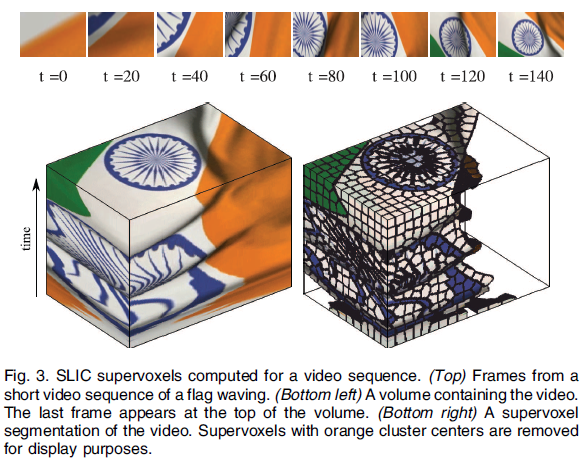 t =0 t =20 t =40 t =60 t =80 t =100 t =120 t =140
time
Fig. 3. SLIC supervoxels computed for a video sequence. (Top) Frames from a
short video sequence of a flag waving. (Bottom left) A volume containing the video.
The last frame appears at the top of the volume. (Bottom right) A supervoxel
segmentation of the video. Supervoxels with orange cluster centers are removed
for display purposes.